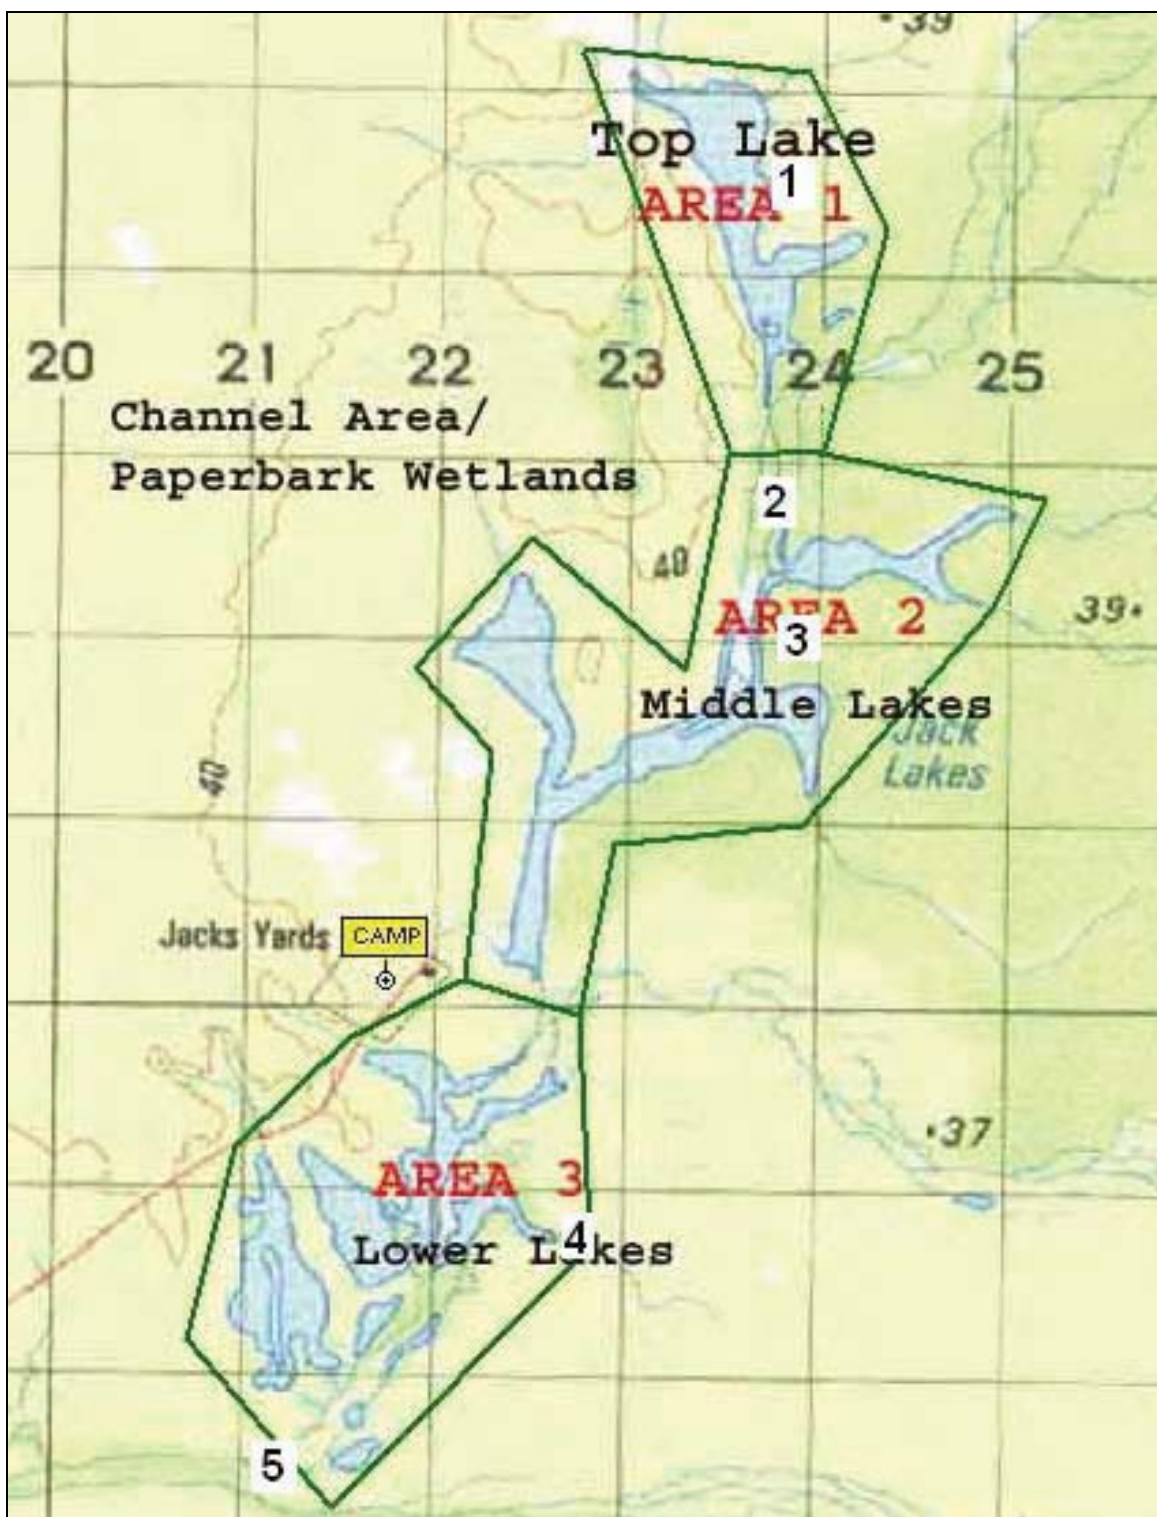 39
Top Lake
1
AREA 1
20 21 22 23 24 25
Channel Area/
Paperbark Wetlands
2
40
AREA 2
39
3
Middle Lakes
Jack
Lakes
40
Jacks Yards
CAMP
37
AREA 3
4
Lower Lakes
5